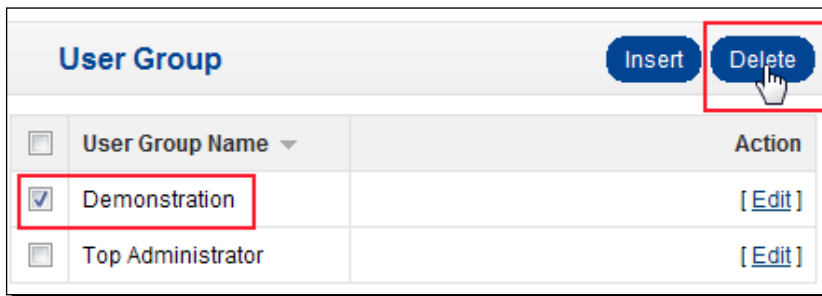 User Group Insert Delete
User Group Name Action
Demonstration [ Edit ]
Top Administrator [ Edit ]